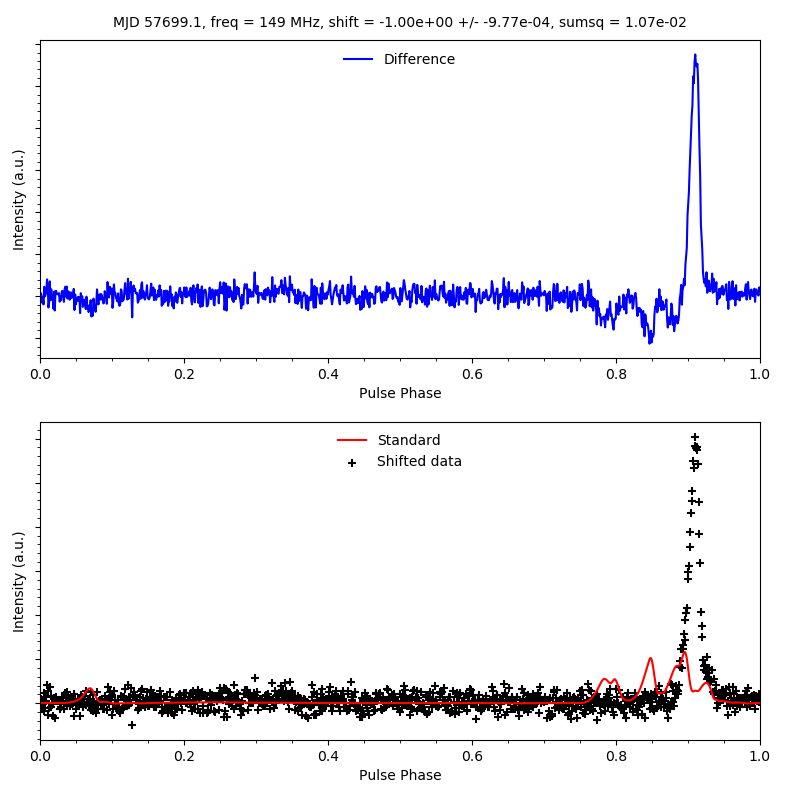 MJD 57699.1, freq = 149 MHz, shift = -1.00e+00 +/- -9.77e-04, sumsq = 1.07e-02
Difference
Intensity (a.u.)
0.0 0.2 0.4 0.6 0.8 1.0
Pulse Phase
Standard
Shifted data
Intensity (a.u.)
0.0 0.2 0.4 0.6 0.8 1.0
Pulse Phase